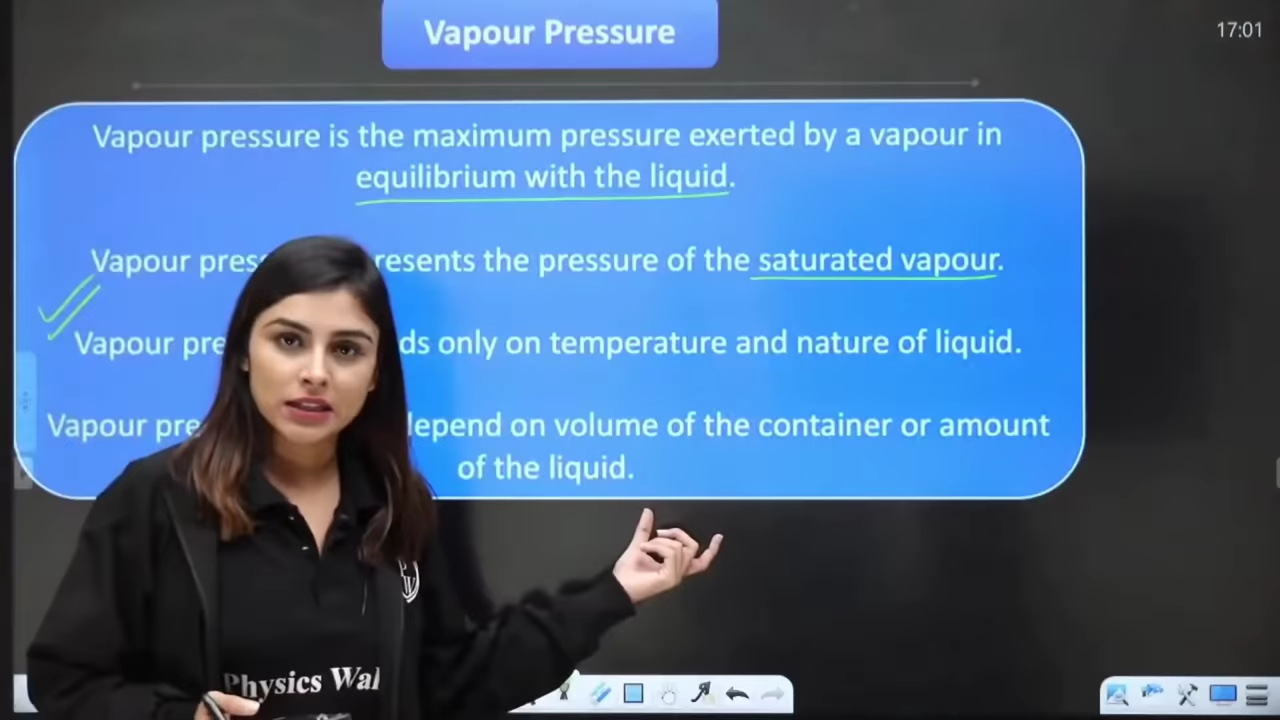 Vapour Pressure
17:01
Vapour pressure is the maximum pressure exerted by a vapour in
equilibrium with the liquid.
Vapour pres resents the pressure of the saturated vapour.
Vapour pre ds only on temperature and nature of liquid.
Vapour pre depend on volume of the container or amount
of the liquid.
Physics Wal